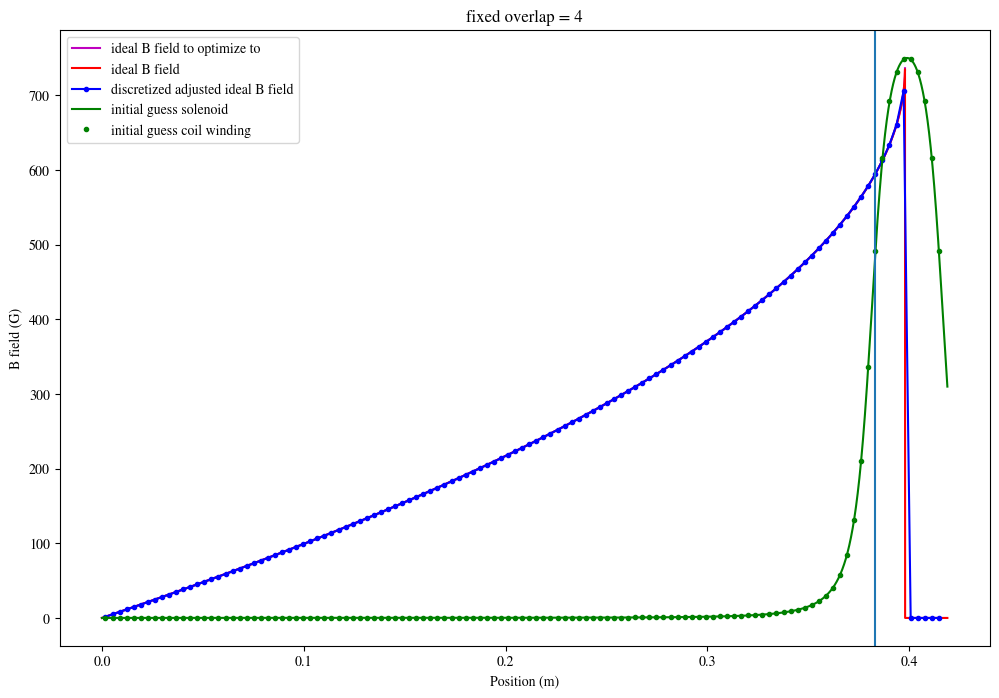 fixed overlap = 4
ideal B field to optimize to
ideal B field
discretized adjusted ideal B field
initial guess solenoid
initial guess coil winding
B field (G)
700
600
500
400
300
200
100
0
0.0 0.1 0.2 0.3 0.4
Position (m)